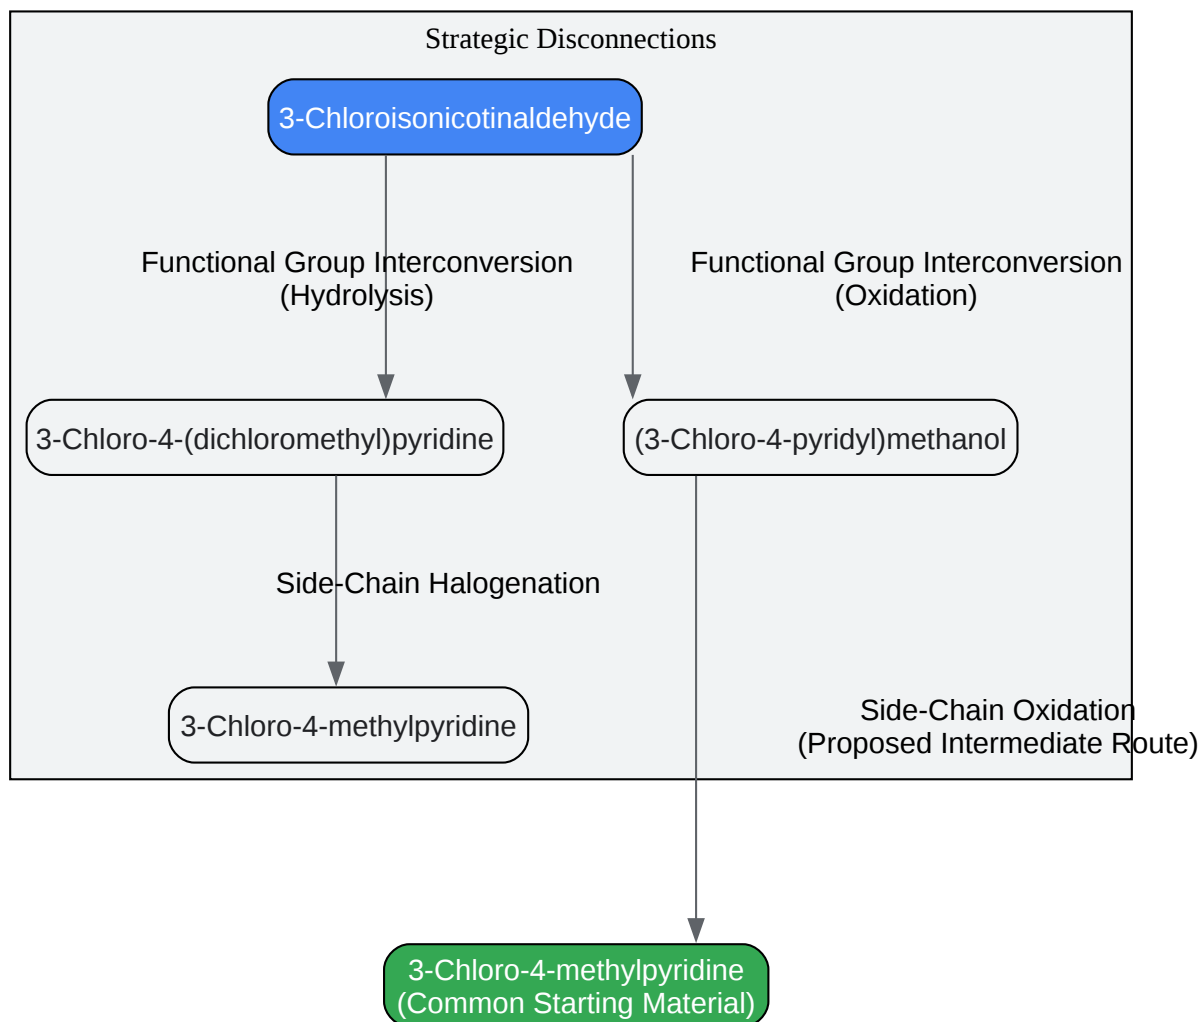 Strategic Disconnections
3-Chloroisonicotinaldehyde
Functional Group Interconversion
(Hydrolysis)
Functional Group Interconversion
(Oxidation)
3-Chloro-4-(dichloromethyl)pyridine
(3-Chloro-4-pyridyl)methanol
Side-Chain Halogenation
3-Chloro-4-methylpyridine
Side-Chain Oxidation
(Proposed Intermediate Route)
3-Chloro-4-methylpyridine
(Common Starting Material)